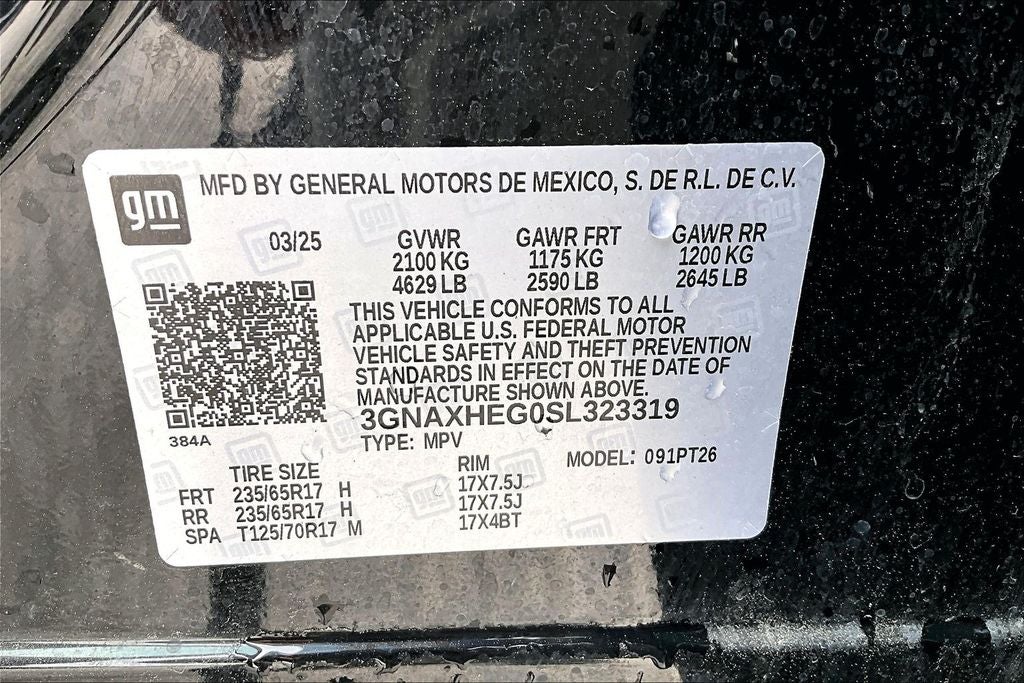 gm
MFD BY GENERAL MOTORS DE MEXICO, S. DE R.L. DE C.V.
03/25 GVWR GAWR FRT GAWR RR
2100 KG 1175 KG 1200 KG
4629 LB 2590 LB 2645 LB
THIS VEHICLE CONFORMS TO ALL
APPLICABLE U.S. FEDERAL MOTOR
VEHICLE SAFETY AND THEFT PREVENTION
STANDARDS IN EFFECT ON THE DATE OF
MANUFACTURE SHOWN ABOVE.
3GNAXHEG0SL323319
384A
TYPE: MPV MODEL: 091PT26
TIRE SIZE RIM
FRT 235/65R17 H 17X7.5J
RR 235/65R17 H 17X7.5J
SPA T125/70R17 M 17X4BT